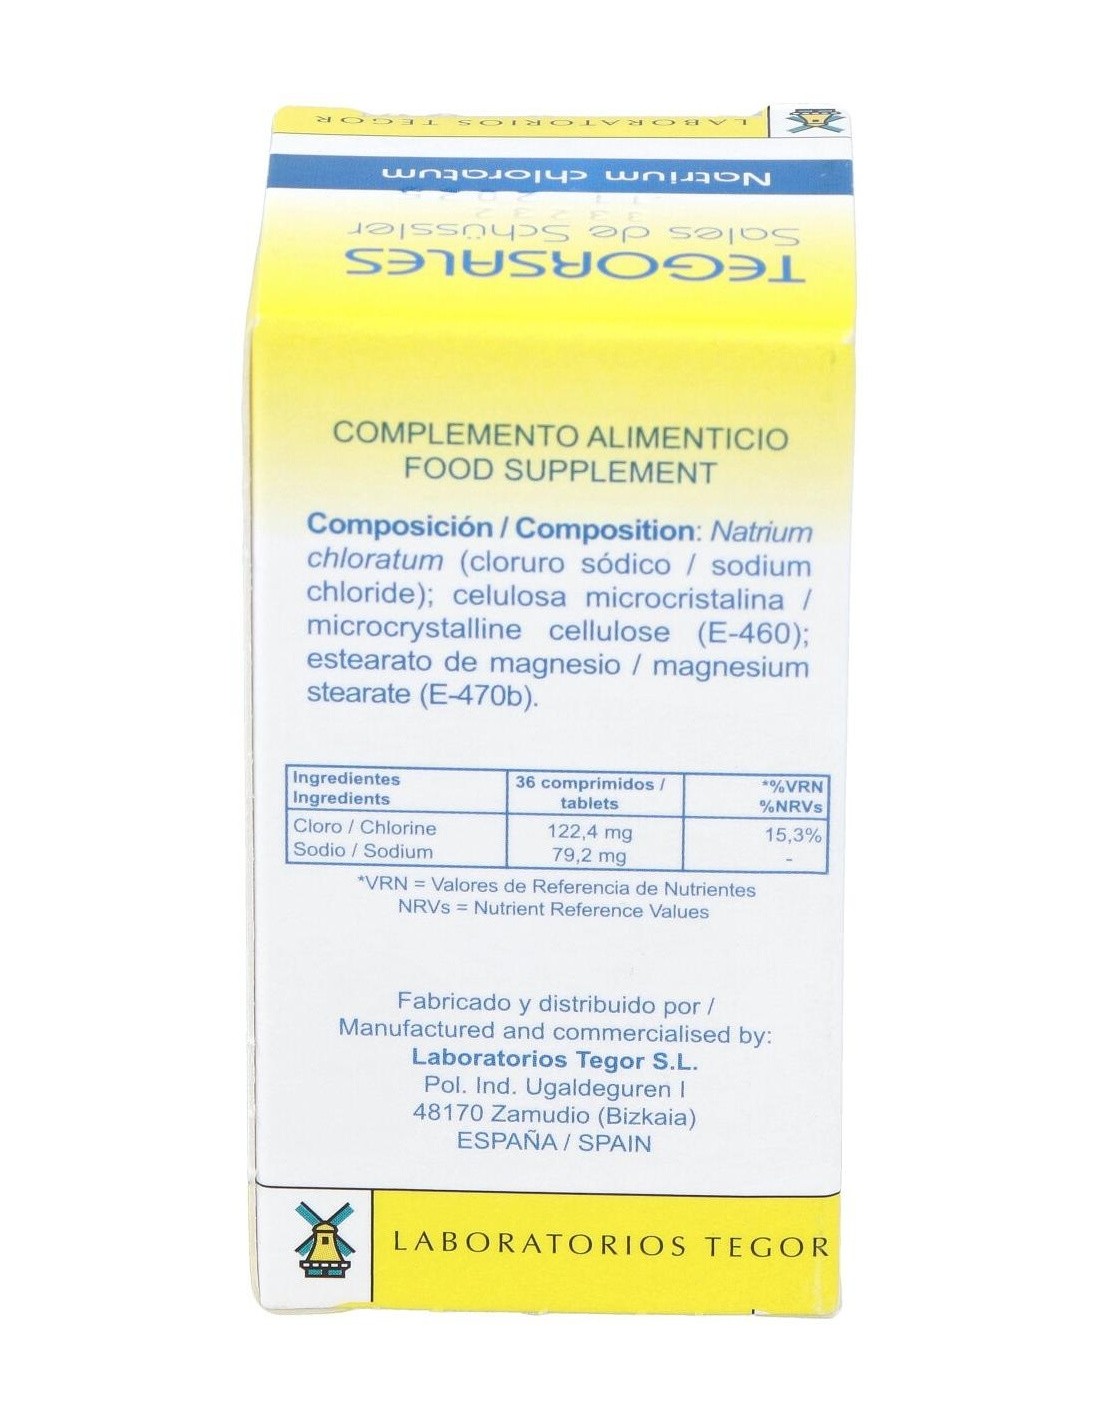 LABORATORIOS TEGOR
Natrium chloratum
Sales de Schüssler
TEGORSALES
COMPLEMENTO ALIMENTICIO
FOOD SUPPLEMENT
Composición / Composition: Natrium
chloratum (cloruro sódico / sodium
chloride); celulosa microcristalina /
microcrystalline cellulose (E-460);
estearato de magnesio / magnesium
stearate (E-470b).
Ingredientes 36 comprimidos / *%VRN
Ingredients tablets %NRVs
Cloro / Chlorine 122,4 mg 15,3%
Sodio / Sodium 79,2 mg -
*VRN = Valores de Referencia de Nutrientes
NRVs = Nutrient Reference Values
Fabricado y distribuido por /
Manufactured and commercialised by:
Laboratorios Tegor S.L.
Pol. Ind. Ugaldeguren I
48170 Zamudio (Bizkaia)
ESPAÑA / SPAIN
LABORATORIOS TEGOR